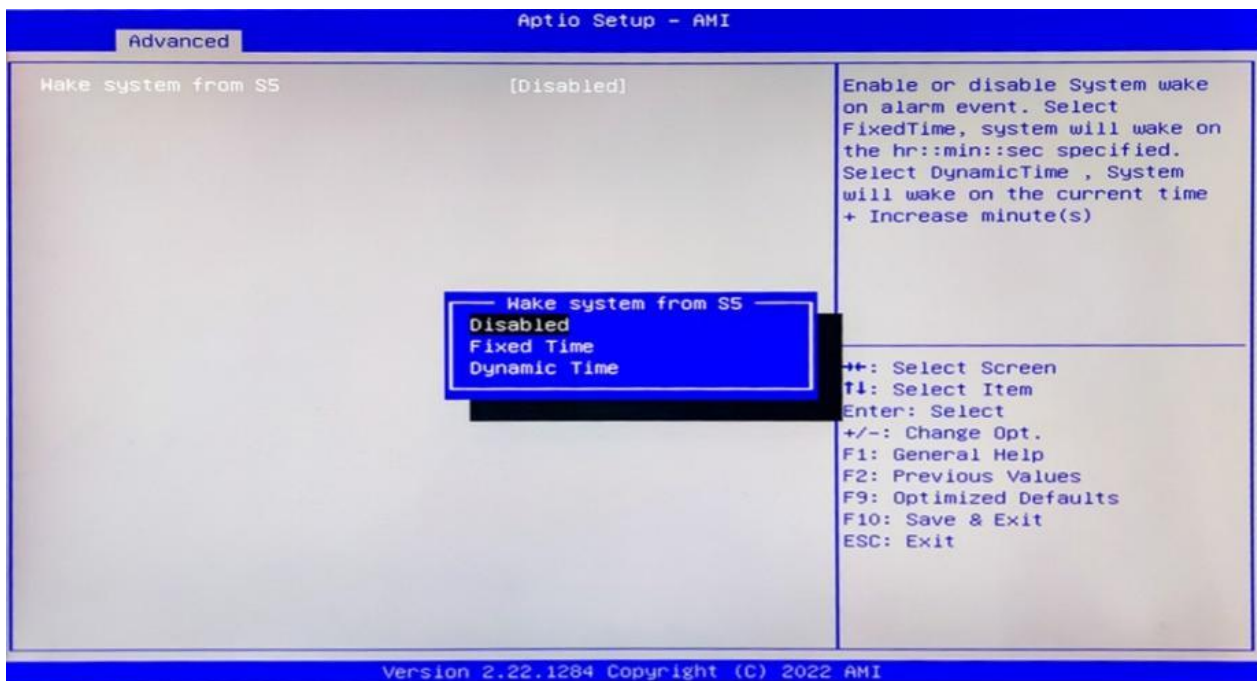 Aptio Setup – AMI
Advanced
Wake system from S5 [Disabled]
Enable or disable System wake
on alarm event. Select
FixedTime, system will wake on
the hr::min::sec specified.
Select DynamicTime , System
will wake on the current time
+ Increase minute(s)
Wake system from S5
Disabled
Fixed Time
Dynamic Time
→←: Select Screen
↑↓: Select Item
Enter: Select
+/-: Change Opt.
F1: General Help
F2: Previous Values
F9: Optimized Defaults
F10: Save & Exit
ESC: Exit
Version 2.22.1284 Copyright (C) 2022 AMI